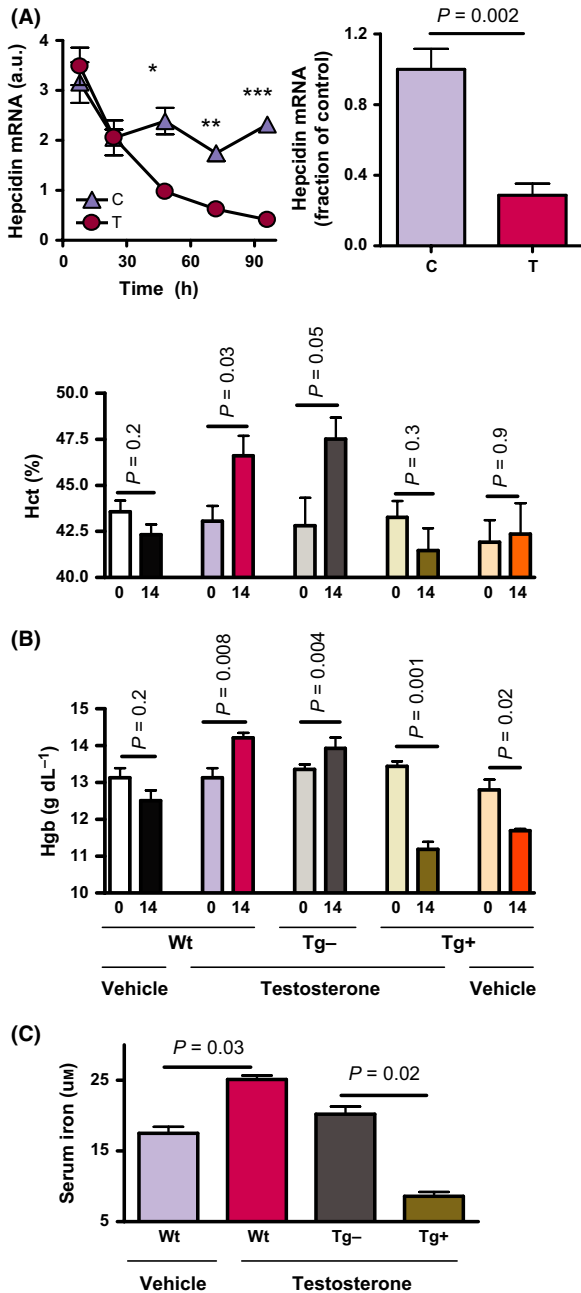 (A)
Hepcidin mRNA (a.u.)
4
3
2
1
0
*
**
***
C
T
0 30 60 90
Time (h)
P = 0.002
Hepcidin mRNA
(fraction of control)
1.2
0.8
0.4
0.0
C T
Hct (%)
50.0
47.5
45.0
42.5
40.0
P = 0.2
P = 0.03
P = 0.05
P = 0.3
P = 0.9
0 14 0 14 0 14 0 14 0 14
(B)
Hgb (g dL−1)
15
14
13
12
11
10
P = 0.2
P = 0.008
P = 0.004
P = 0.001
P = 0.02
0 14 0 14 0 14 0 14 0 14
Wt Tg– Tg+
Vehicle Testosterone Vehicle
(C)
Serum iron (uM)
25
15
5
P = 0.03
P = 0.02
Wt Wt Tg– Tg+
Vehicle Testosterone